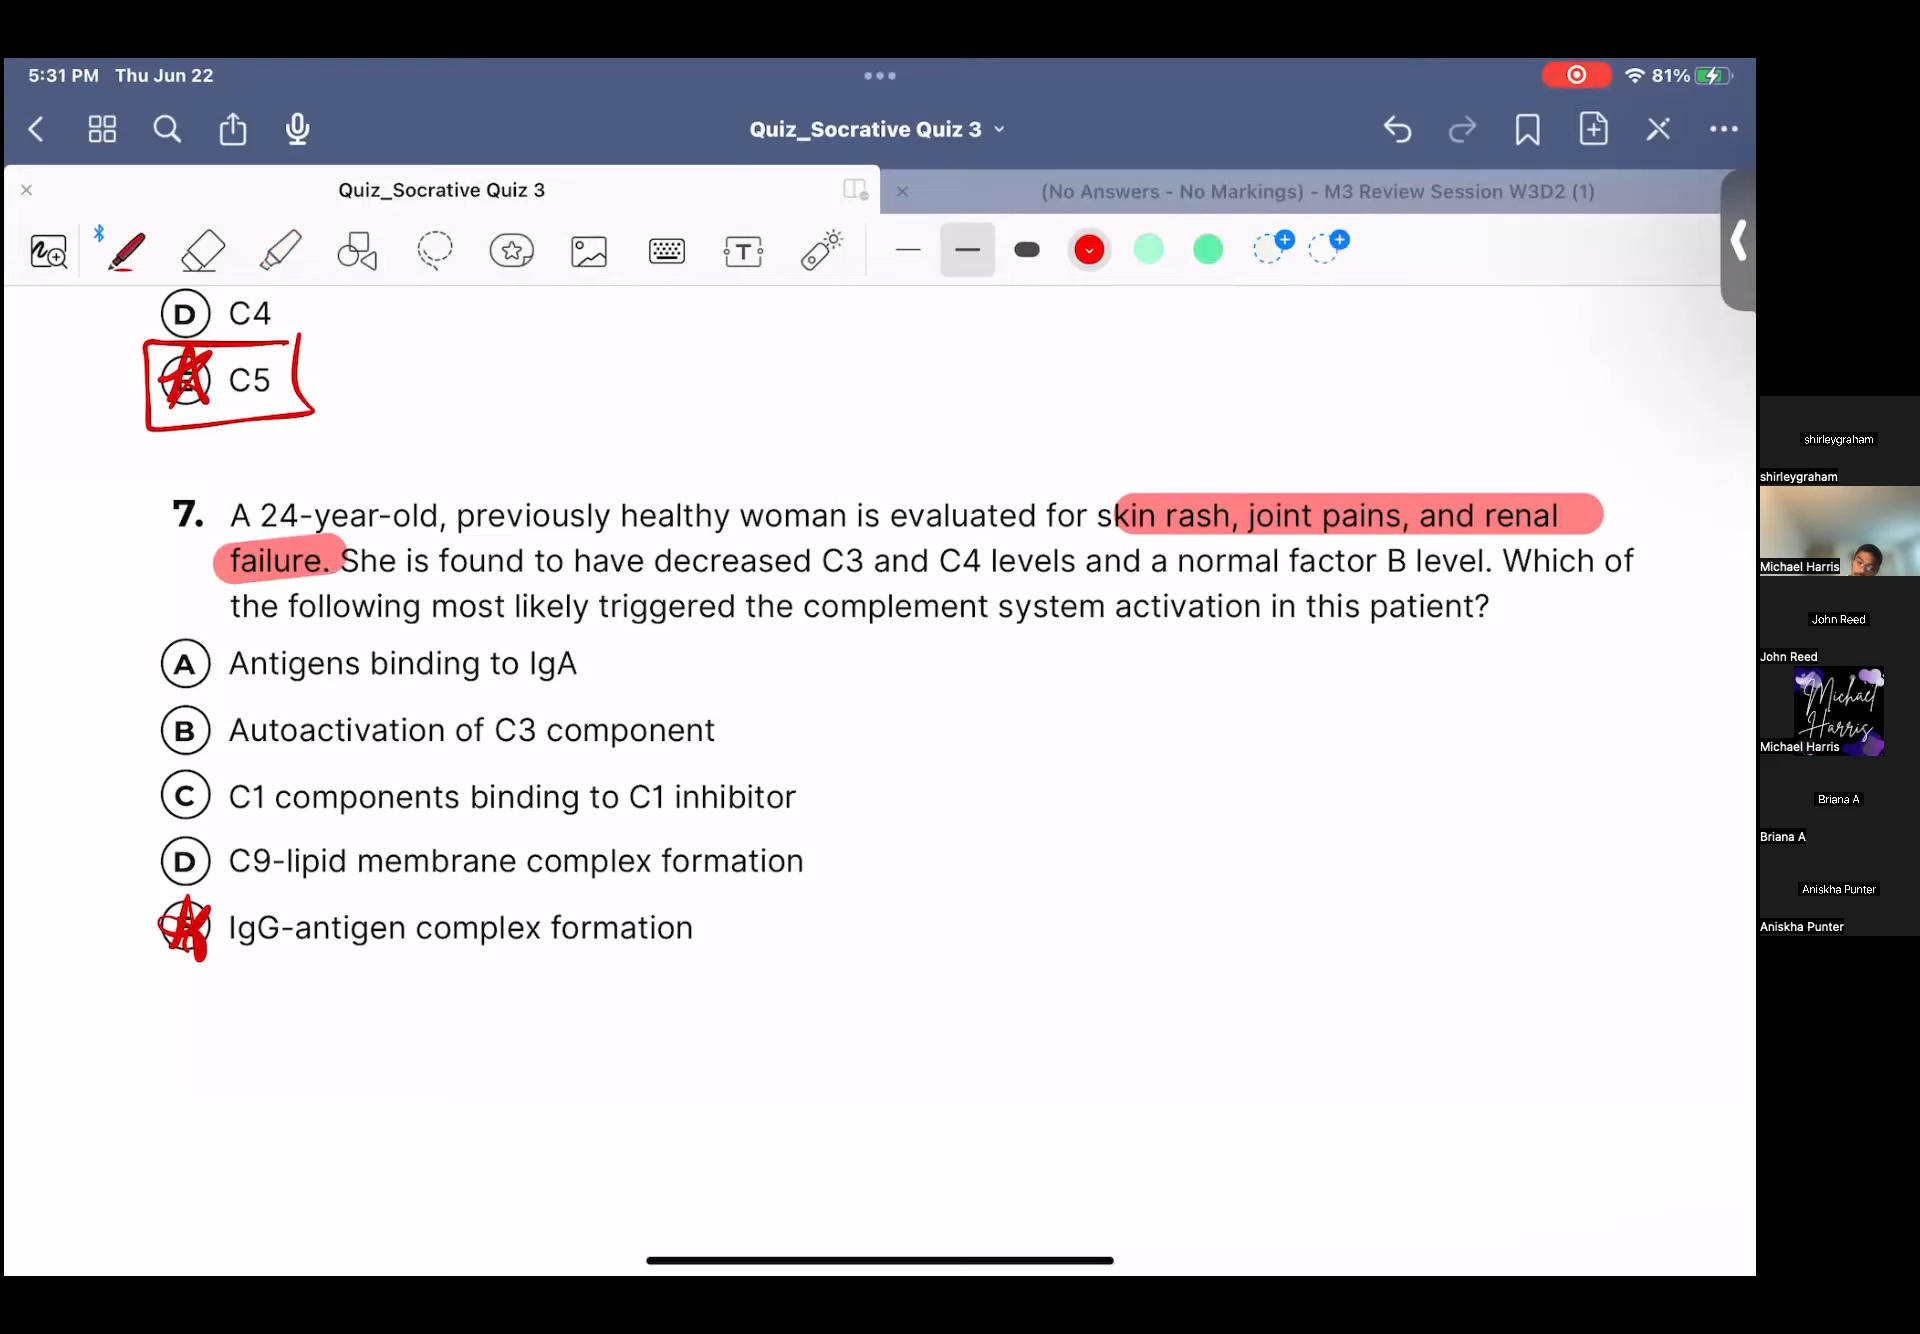 5:31 PM Thu Jun 22
81%
Quiz_Socrative Quiz 3
Quiz_Socrative Quiz 3
(No Answers - No Markings) - M3 Review Session W3D2 (1)
D C4
C5
7. A 24-year-old, previously healthy woman is evaluated for skin rash, joint pains, and renal
failure. She is found to have decreased C3 and C4 levels and a normal factor B level. Which of
the following most likely triggered the complement system activation in this patient?
A Antigens binding to IgA
B Autoactivation of C3 component
C C1 components binding to C1 inhibitor
D C9-lipid membrane complex formation
IgG-antigen complex formation
shirleygraham
shirleygraham
Michael Harris
John Reed
John Reed
Michael
Harris
Michael Harris
Briana A
Briana A
Aniskha Punter
Aniskha Punter